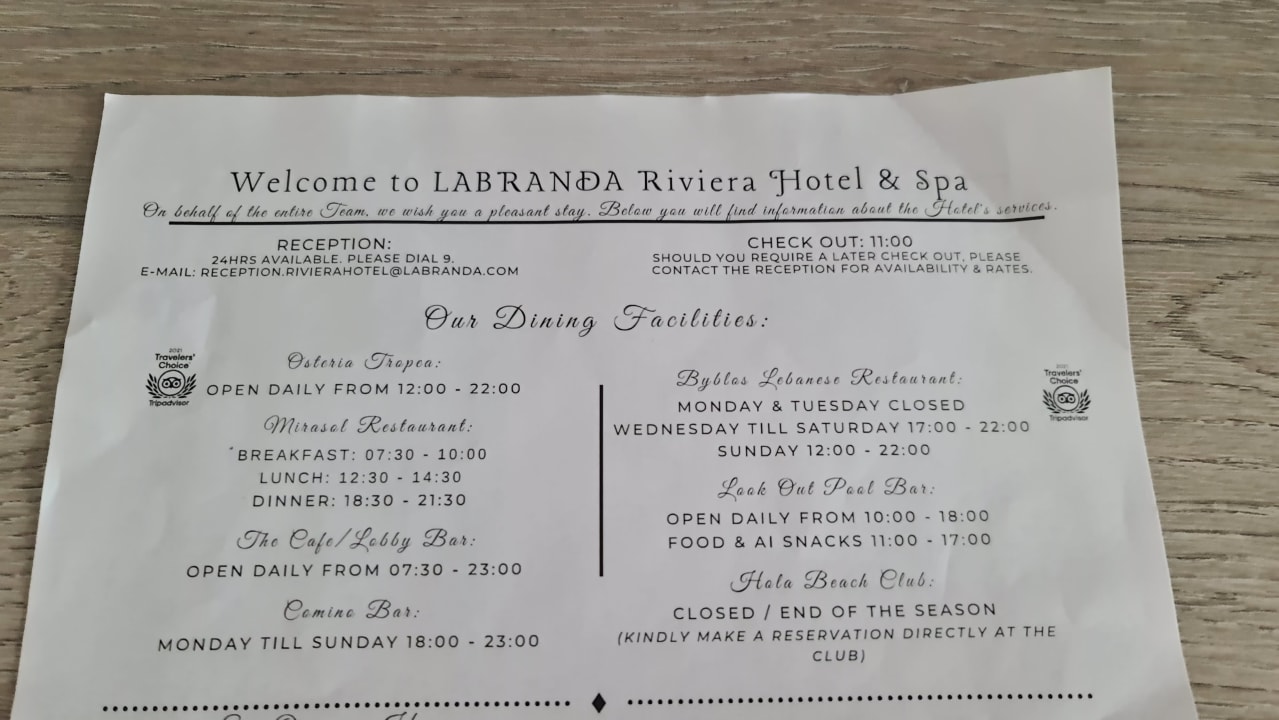 Welcome to LABRANDA Riviera Hotel & Spa
On behalf of the entire Team, we wish you a pleasant stay. Below you will find information about the Hotel's services.
RECEPTION:
24HRS AVAILABLE. PLEASE DIAL 9.
E-MAIL: RECEPTION.RIVIERAHOTEL@LABRANDA.COM
CHECK OUT: 11:00
SHOULD YOU REQUIRE A LATER CHECK OUT, PLEASE
CONTACT THE RECEPTION FOR AVAILABILITY & RATES.
Our Dining Facilities:
2021
Travelers'
Choice
Tripadvisor
Osteria Tropea:
OPEN DAILY FROM 12:00 - 22:00
Mirasol Restaurant:
*BREAKFAST: 07:30 - 10:00
LUNCH: 12:30 - 14:30
DINNER: 18:30 - 21:30
The Cafe/Lobby Bar:
OPEN DAILY FROM 07:30 - 23:00
Comino Bar:
MONDAY TILL SUNDAY 18:00 - 23:00
Byblos Lebanese Restaurant:
MONDAY & TUESDAY CLOSED
WEDNESDAY TILL SATURDAY 17:00 - 22:00
SUNDAY 12:00 - 22:00
2021
Travelers'
Choice
Tripadvisor
Look Out Pool Bar:
OPEN DAILY FROM 10:00 - 18:00
FOOD & AI SNACKS 11:00 - 17:00
Hola Beach Club:
CLOSED / END OF THE SEASON
(KINDLY MAKE A RESERVATION DIRECTLY AT THE
CLUB)